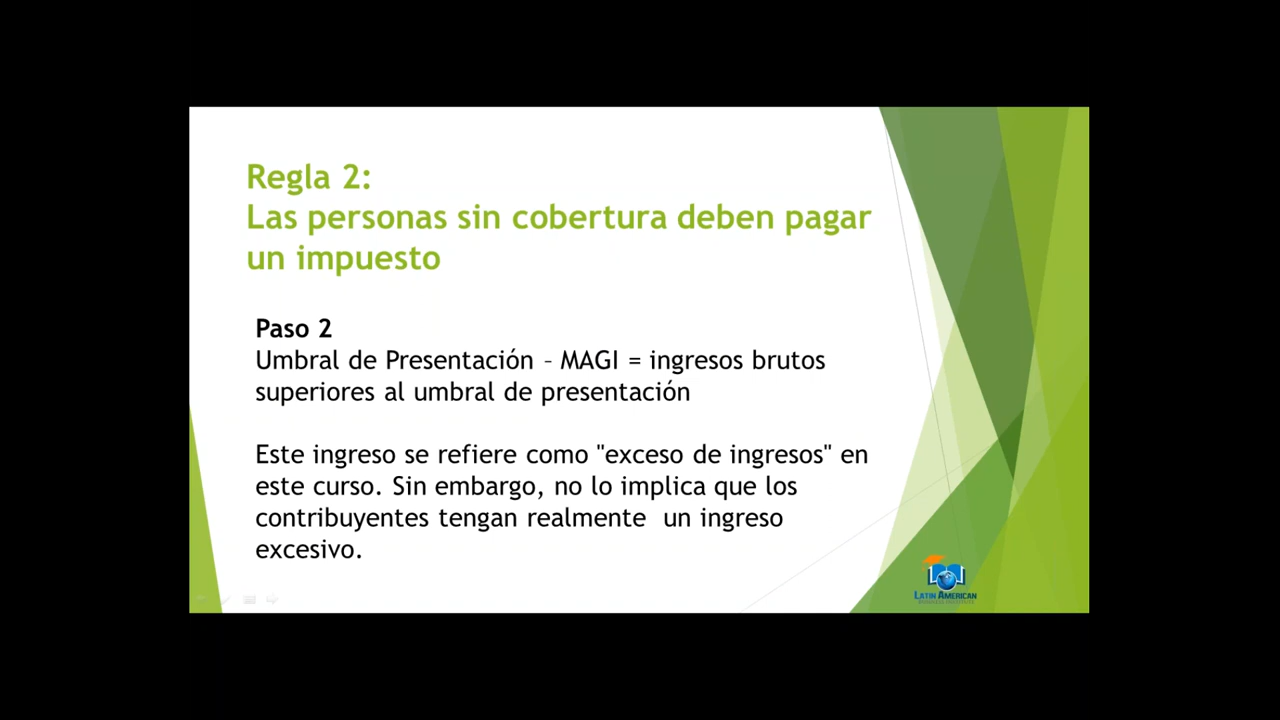 Regla 2:
Las personas sin cobertura deben pagar
un impuesto
Paso 2
Umbral de Presentación – MAGI = ingresos brutos
superiores al umbral de presentación
Este ingreso se refiere como "exceso de ingresos" en
este curso. Sin embargo, no lo implica que los
contribuyentes tengan realmente un ingreso
excesivo.
LATIN AMERICAN